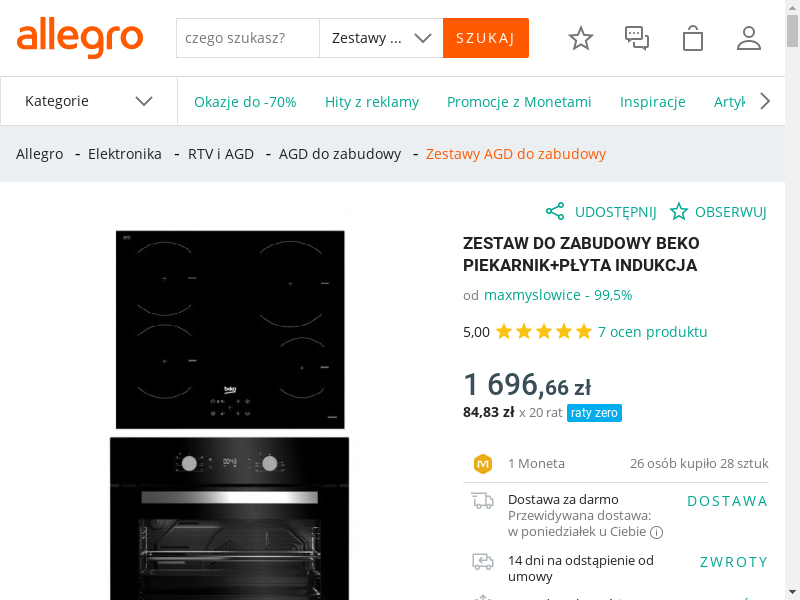 allegro
czego szukasz?
Zestawy ...
SZUKAJ
Kategorie
Okazje do -70%
Hity z reklamy
Promocje z Monetami
Inspiracje
Allegro - Elektronika - RTV i AGD - AGD do zabudowy - Zestawy AGD do zabudowy
UDOSTĘPNIJ
OBSERWUJ
ZESTAW DO ZABUDOWY BEKO
PIEKARNIK+PŁYTA INDUKCJA
od maxmyslowice - 99,5%
5,00
7 ocen produktu
1 696,66 zł
84,83 zł x 20 rat raty zero
beko
1 Moneta
26 osób kupiło 28 sztuk
Dostawa za darmo
DOSTAWA
Przewidywana dostawa:
w poniedziałek u Ciebie
14 dni na odstąpienie od
umowy
ZWROTY